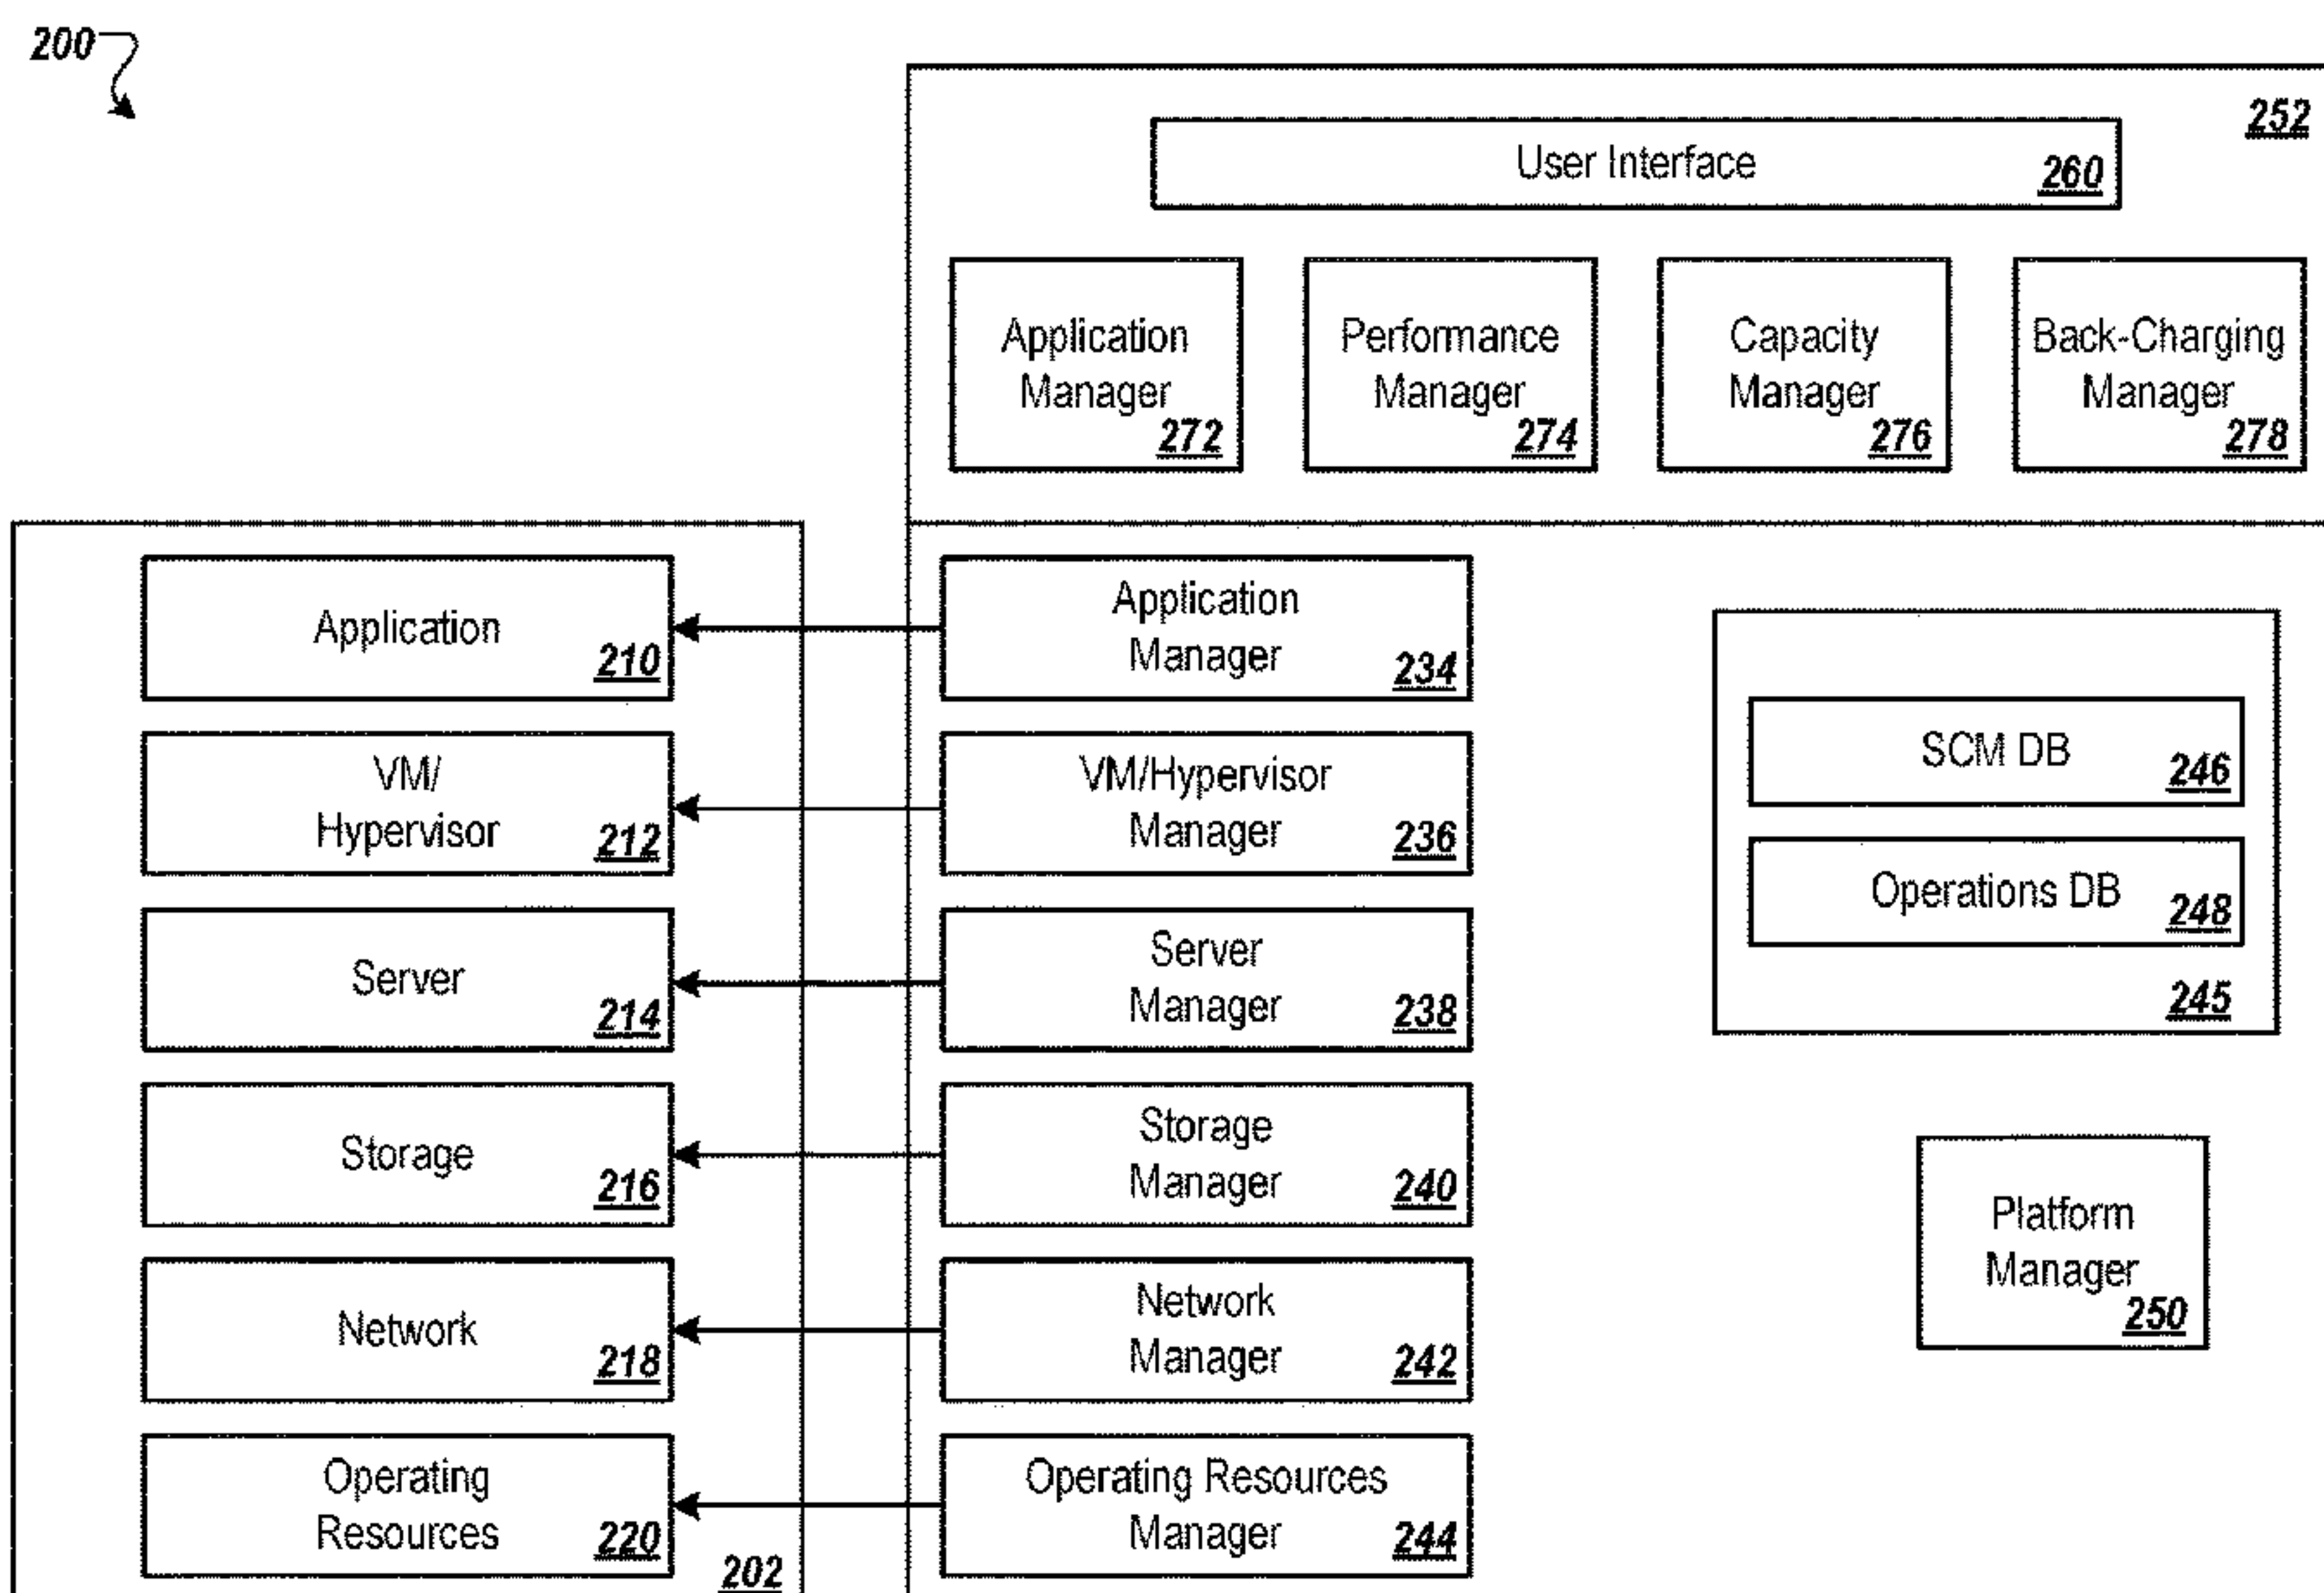 200
252
User Interface
260
Application
Manager
272
Performance
Manager
274
Capacity
Manager
276
Back-Charging
Manager
278
Application
210
Application
Manager
234
VM/
Hypervisor
212
VM/Hypervisor
Manager
236
Server
214
Server
Manager
238
Storage
216
Storage
Manager
240
Network
218
Network
Manager
242
Operating
Resources
220
Operating Resources
Manager
244
202
SCM DB
246
Operations DB
248
245
Platform
Manager
250